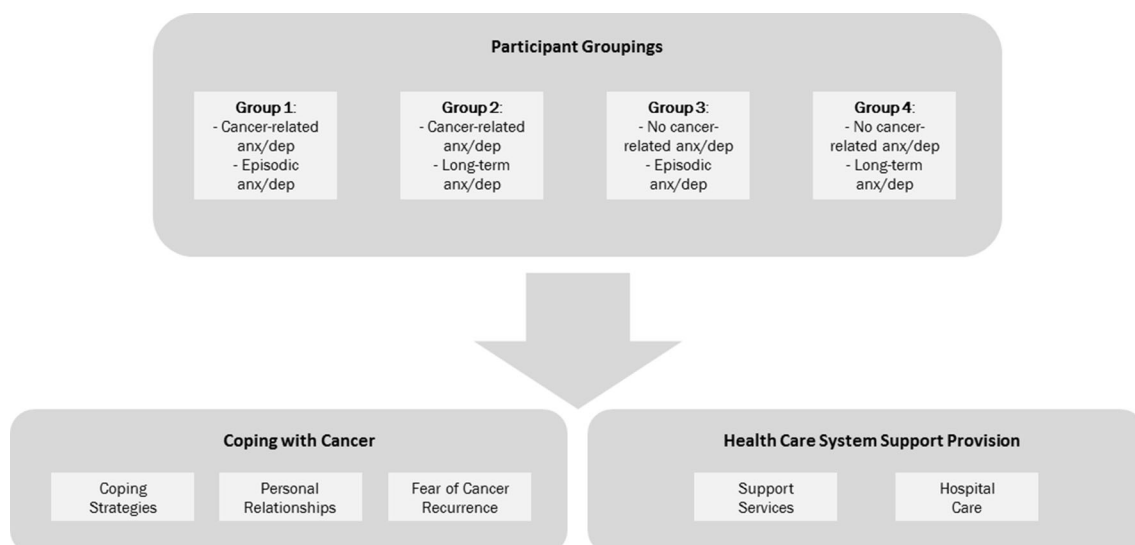 Participant Groupings
Group 1:
- Cancer-related
anx/dep
- Episodic
anx/dep
Group 2:
- Cancer-related
anx/dep
- Long-term
anx/dep
Group 3:
- No cancer-
related anx/dep
- Episodic
anx/dep
Group 4:
- No cancer-
related anx/dep
- Long-term
anx/dep
Coping with Cancer
Coping
Strategies
Personal
Relationships
Fear of Cancer
Recurrence
Health Care System Support Provision
Support
Services
Hospital
Care